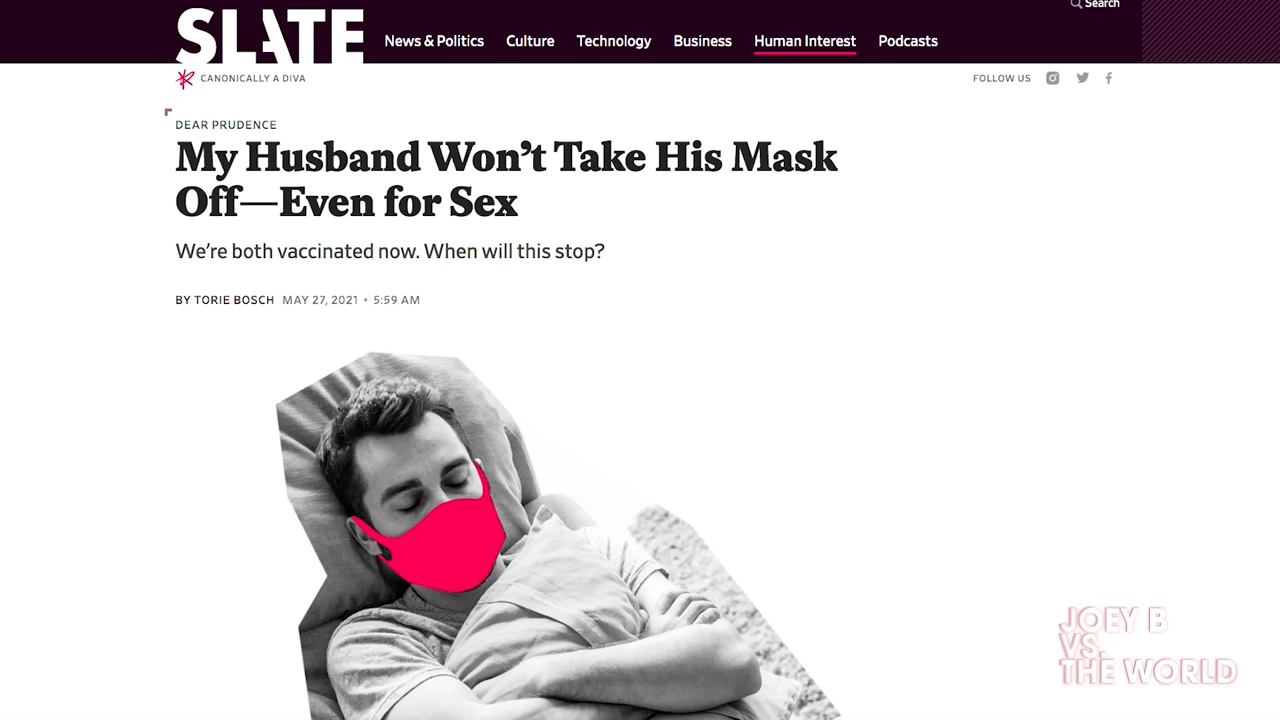 Search
SLATE
News & Politics Culture Technology Business Human Interest Podcasts
CANONICALLY A DIVA
FOLLOW US
DEAR PRUDENCE
My Husband Won’t Take His Mask
Off—Even for Sex
We’re both vaccinated now. When will this stop?
BY TORIE BOSCH MAY 27, 2021 • 5:59 AM
JOEY B
VS.
THE WORLD